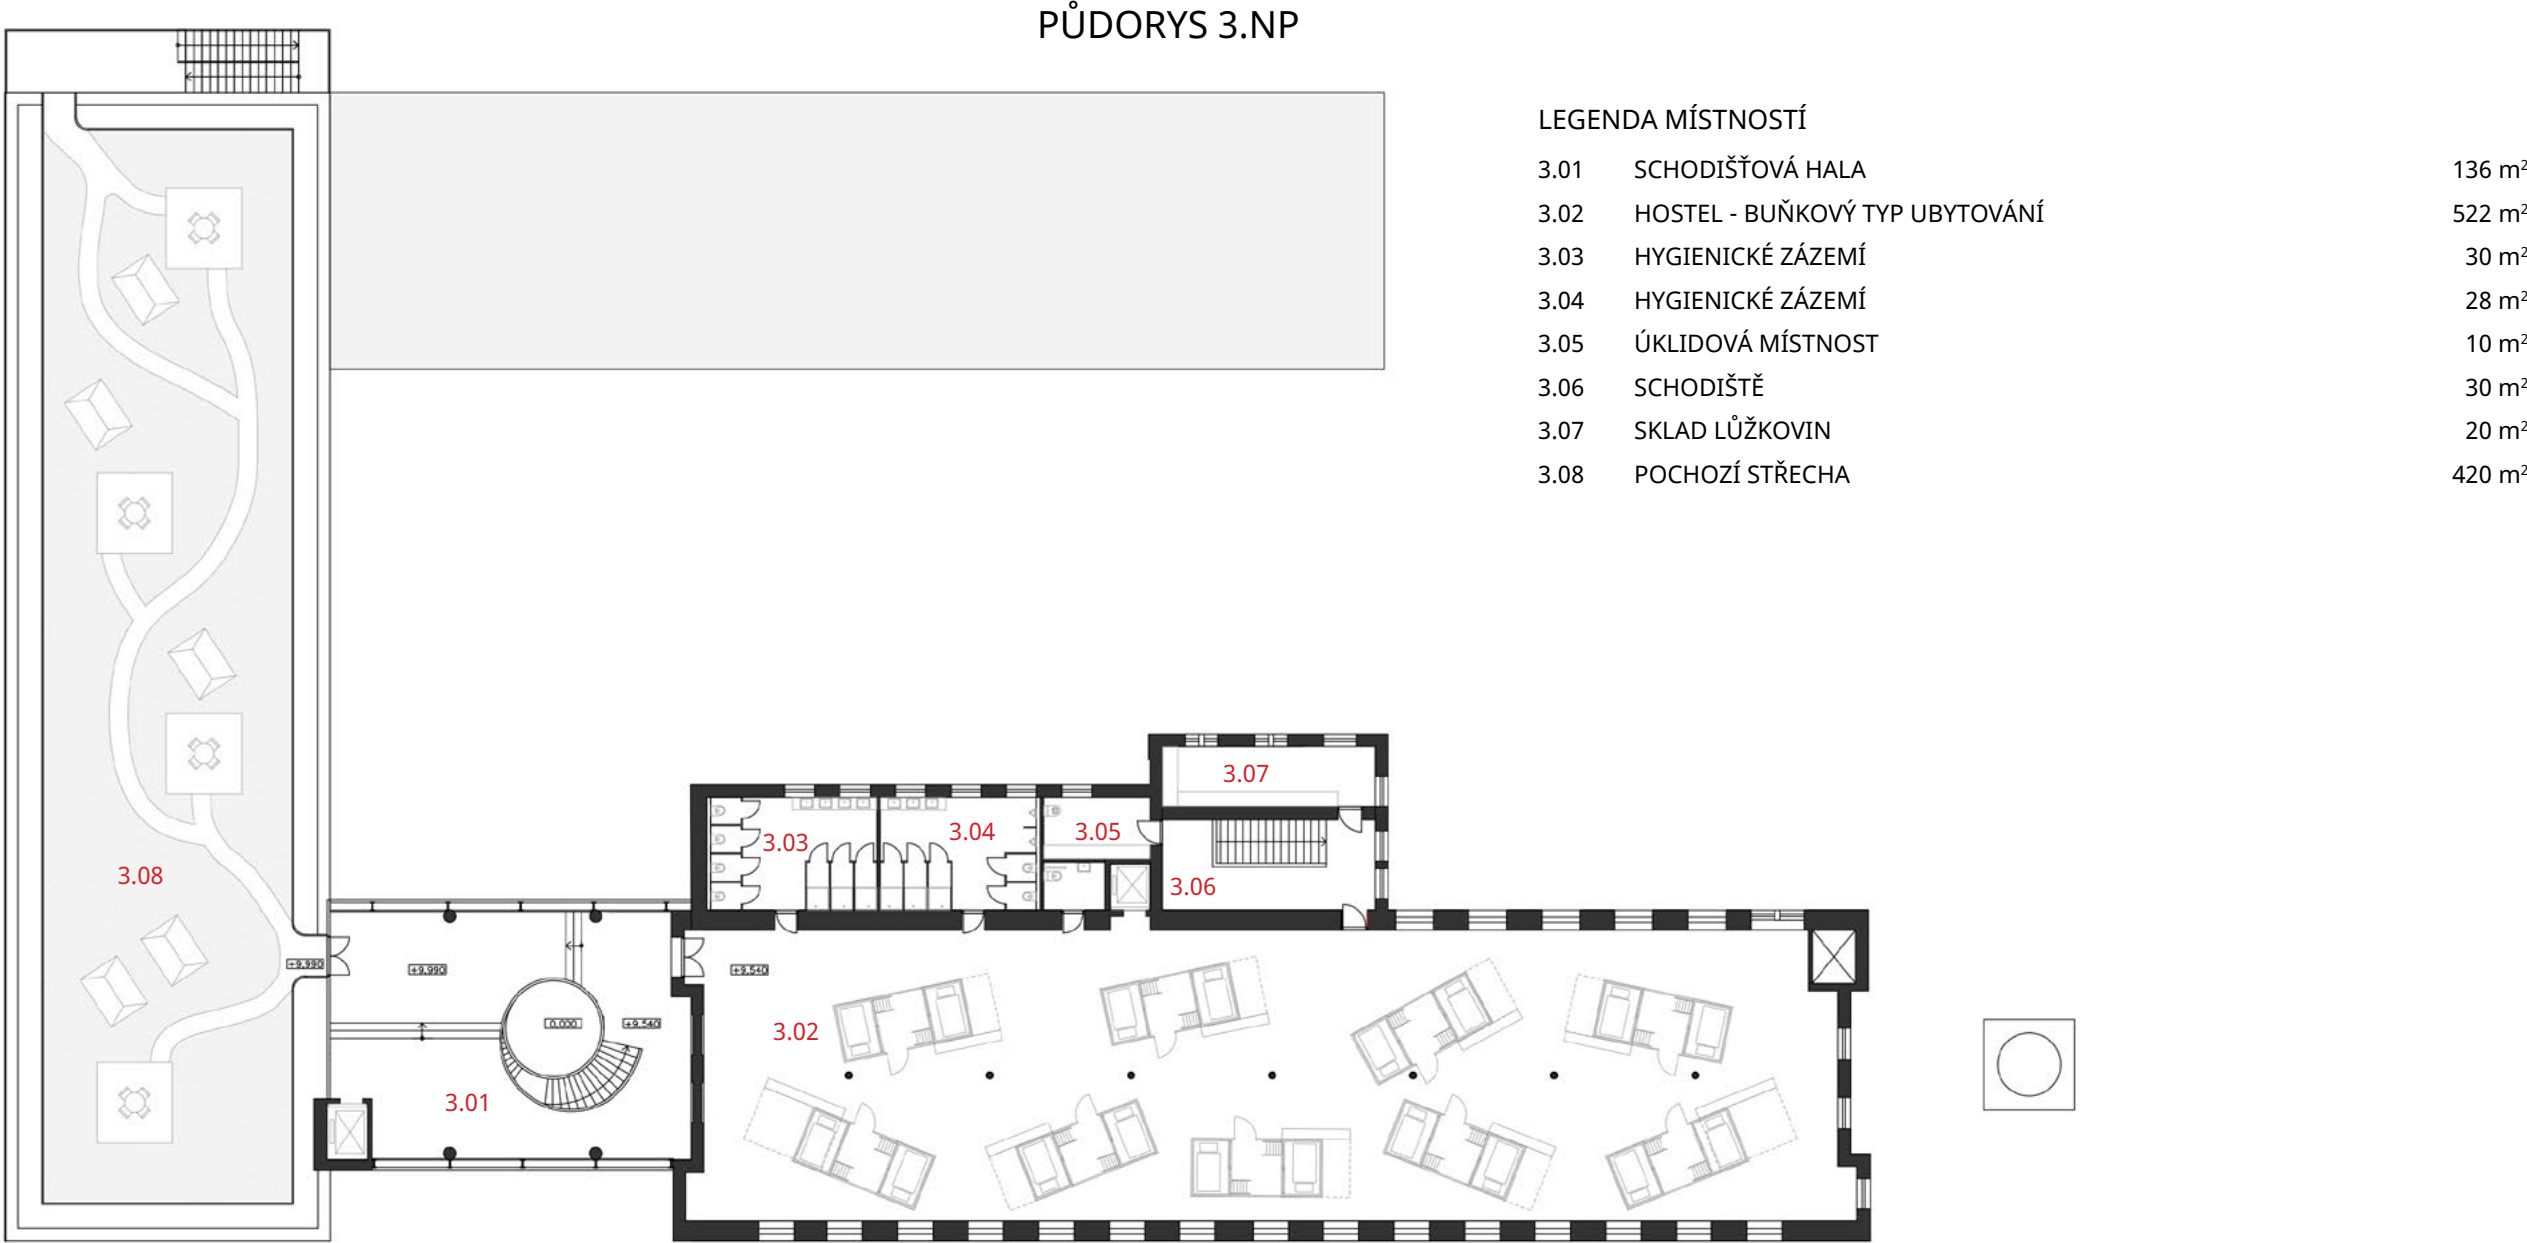 PŮDORYS 3.NP
LEGENDA MÍSTNOSTÍ
3.01 SCHODIŠŤOVÁ HALA 136 m²
3.02 HOSTEL - BUŇKOVÝ TYP UBYTOVÁNÍ 522 m²
3.03 HYGIENICKÉ ZÁZEMÍ 30 m²
3.04 HYGIENICKÉ ZÁZEMÍ 28 m²
3.05 ÚKLIDOVÁ MÍSTNOST 10 m²
3.06 SCHODIŠTĚ 30 m²
3.07 SKLAD LŮŽKOVIN 20 m²
3.08 POCHOZÍ STŘECHA 420 m²
3.07
3.03
3.04
3.05
3.08
3.06
+9.990
+9.990
+9.540
0.000
+9.540
3.02
3.01